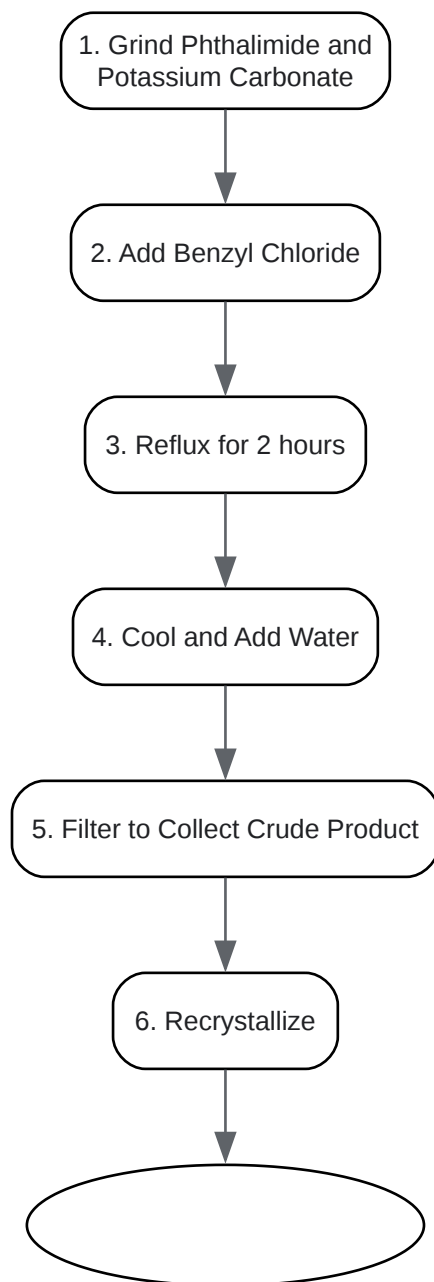 1. Grind Phthalimide and
Potassium Carbonate
2. Add Benzyl Chloride
3. Reflux for 2 hours
4. Cool and Add Water
5. Filter to Collect Crude Product
6. Recrystallize